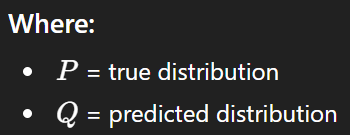 Where:
• P = true distribution
• Q = predicted distribution